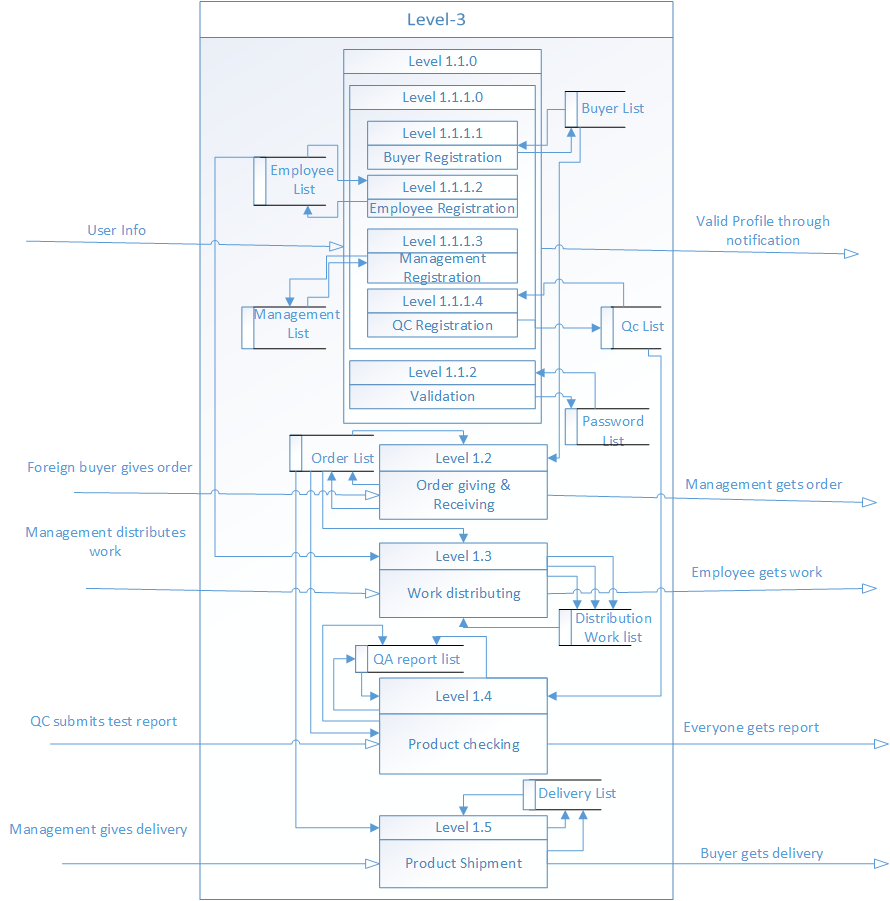 Level-3
Level 1.1.0
Level 1.1.1.0
Buyer List
Level 1.1.1.1
Buyer Registration
Employee
List
Level 1.1.1.2
Employee Registration
User Info
Valid Profile through
notification
Level 1.1.1.3
Management
Registration
Level 1.1.1.4
QC Registration
Management
List
Qc List
Level 1.1.2
Validation
Password
List
Order List
Level 1.2
Order giving &
Receiving
Foreign buyer gives order
Management gets order
Management distributes
work
Level 1.3
Work distributing
Employee gets work
Distribution
Work list
QA report list
Level 1.4
Product checking
QC submits test report
Everyone gets report
Delivery List
Level 1.5
Product Shipment
Management gives delivery
Buyer gets delivery